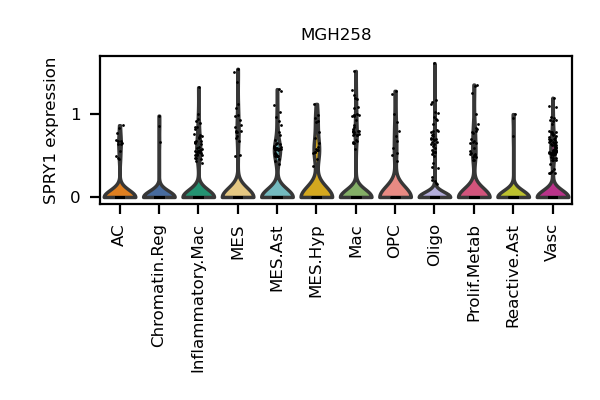 MGH258
SPRY1 expression
1
0
AC
Chromatin.Reg
Inflammatory.Mac
MES
MES.Ast
MES.Hyp
Mac
OPC
Oligo
Prolif.Metab
Reactive.Ast
Vasc